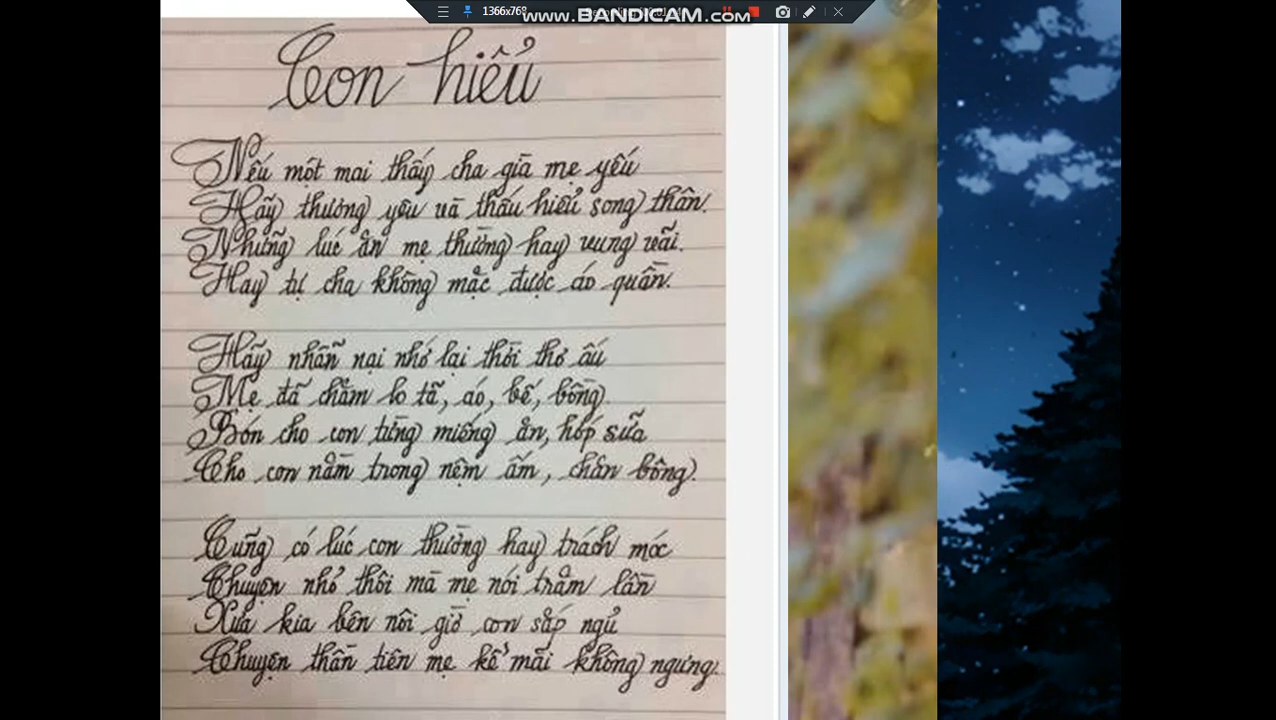 1366x768
www.BANDICAM.com
Con hiểu
Nếu một mai thấy cha già mẹ yếu
Hãy thương yêu và thấu hiểu song thân.
Những lúc ăn mẹ thường hay vung vãi.
Hay tự cha không mặc được áo quần.
Hãy nhẫn nại nhớ lại thời thơ ấu
Mẹ đã chăm lo tã, áo, bế, bồng.
Bón cho con từng miếng ăn, hớp sữa
Cho con nằm trong nệm ấm, chăn bông.
Cũng có lúc con thường hay trách móc
Chuyện nhỏ thôi mà mẹ nói trăm lần
Xưa kia bên nôi giờ con sắp ngủ
Chuyện thần tiên mẹ kể mãi không ngưng.